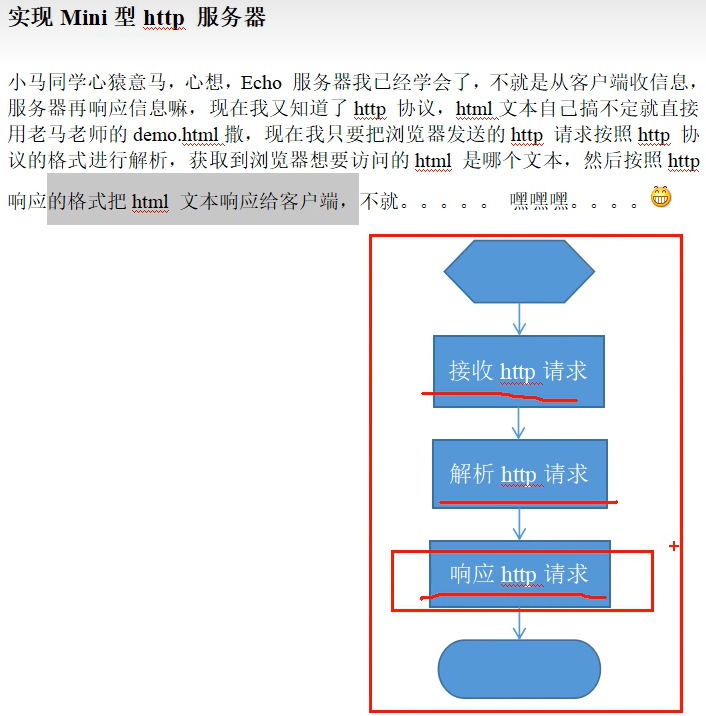 实现 Mini 型 http 服务器
小马同学心猿意马，心想，Echo 服务器我已经学会了，不就是从客户端收信息，
服务器再响应信息嘛，现在我又知道了 http 协议，html 文本自己搞不定就直接
用老马老师的 demo.html 撒，现在我只要把浏览器发送的 http 请求按照 http 协
议的格式进行解析，获取到浏览器想要访问的 html 是哪个文本，然后按照 http
响应的格式把 html 文本响应给客户端，不就。。。。。 嘿嘿嘿。。。。
接收 http 请求
解析 http 请求
响应 http 请求